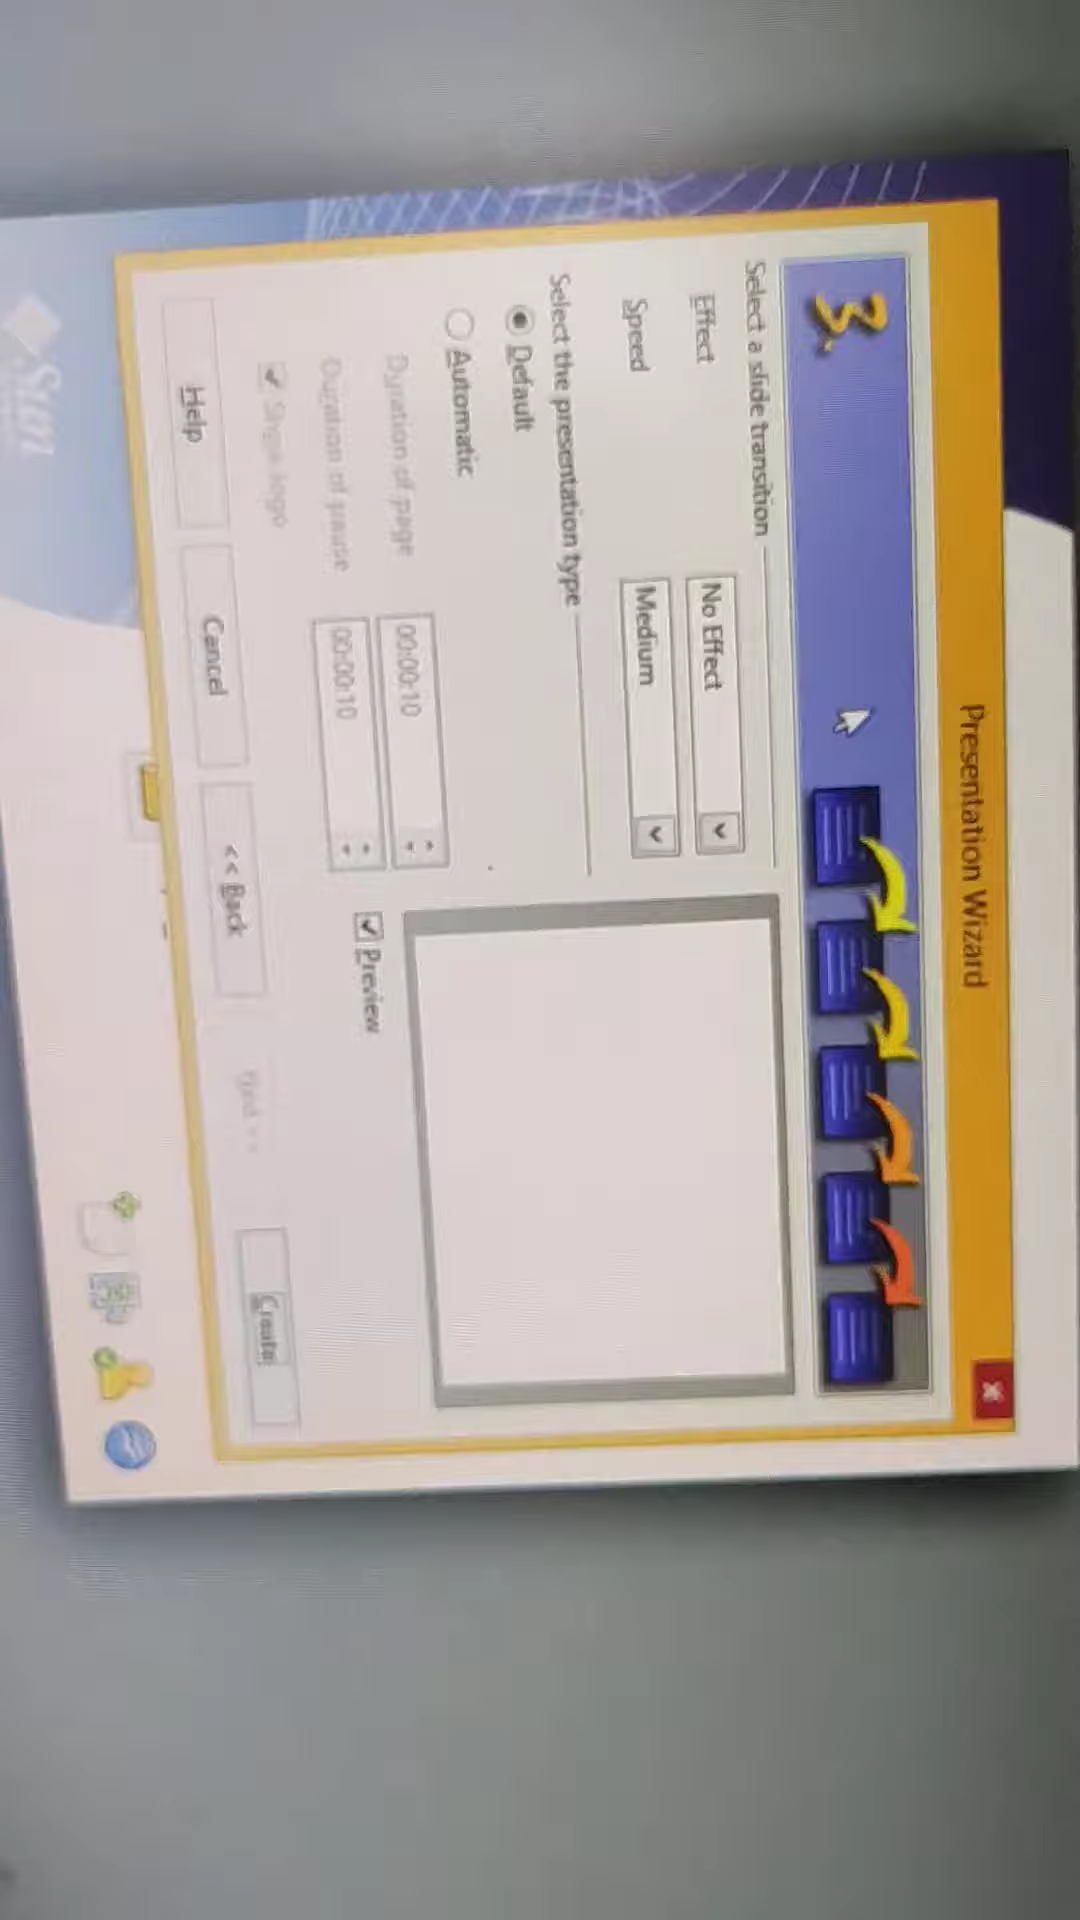 Presentation Wizard
3.
Select a slide transition
Effect
No Effect
Speed
Medium
Select the presentation type
Default
Automatic
Duration of page
00:00:10
Duration of pause
00:00:10
Show logo
Preview
Help
Cancel
<< Back
Next >>
Create
Sun